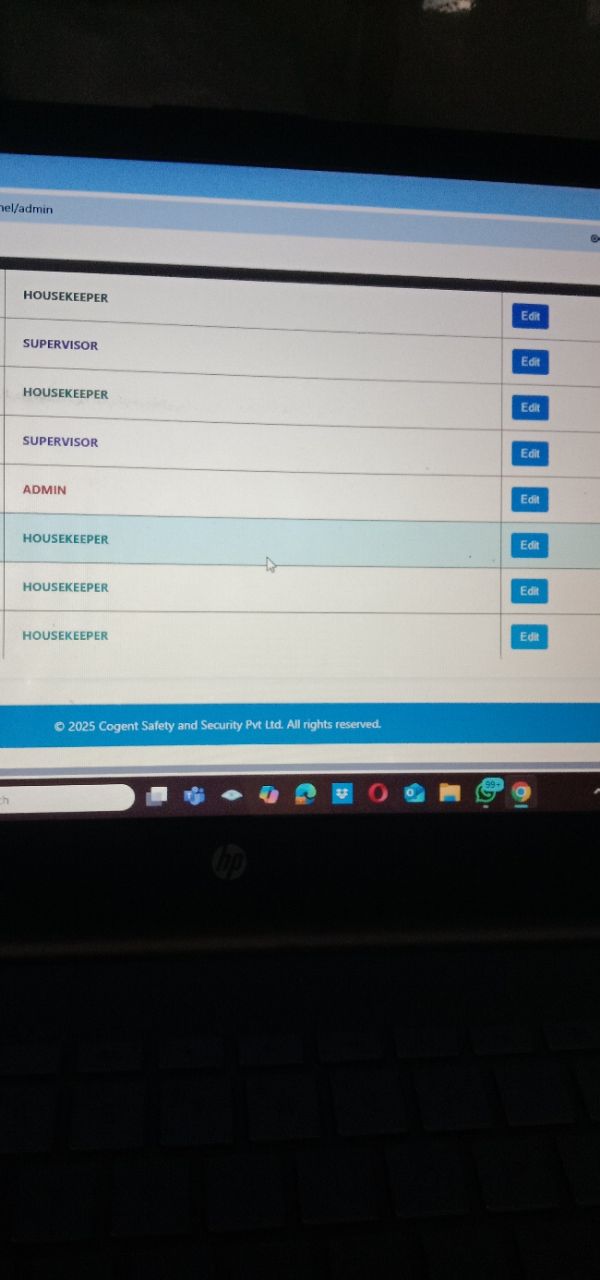 nel/admin
HOUSEKEEPER
Edit
SUPERVISOR
Edit
HOUSEKEEPER
Edit
SUPERVISOR
Edit
ADMIN
Edit
HOUSEKEEPER
Edit
HOUSEKEEPER
Edit
HOUSEKEEPER
Edit
© 2025 Cogent Safety and Security Pvt Ltd. All rights reserved.
ch
99+
hp